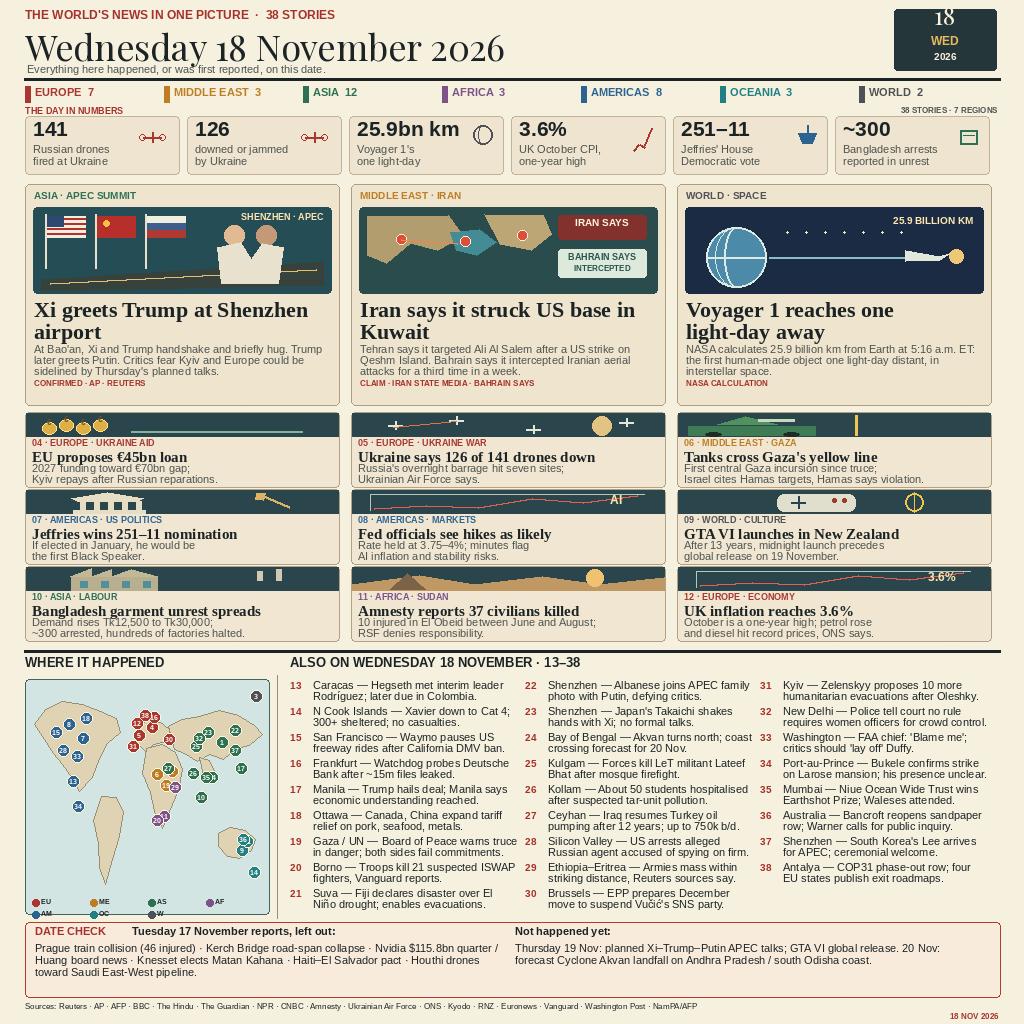 THE WORLD'S NEWS IN ONE PICTURE · 38 STORIES
Wednesday 18 November 2026
Everything here happened, or was first reported, on this date.
18
WED
2026
EUROPE 7
MIDDLE EAST 3
ASIA 12
AFRICA 3
AMERICAS 8
OCEANIA 3
WORLD 2
THE DAY IN NUMBERS
38 STORIES · 7 REGIONS
141
Russian drones
fired at Ukraine
126
downed or jammed
by Ukraine
25.9bn km
Voyager 1's
one light-day
3.6%
UK October CPI,
one-year high
251–11
Jeffries' House
Democratic vote
~300
Bangladesh arrests
reported in unrest
ASIA · APEC SUMMIT
SHENZHEN · APEC
Xi greets Trump at Shenzhen
airport
At Bao'an, Xi and Trump handshake and briefly hug. Trump
later greets Putin. Critics fear Kyiv and Europe could be
sidelined by Thursday's planned talks.
CONFIRMED · AP · REUTERS
MIDDLE EAST · IRAN
IRAN SAYS
BAHRAIN SAYS
INTERCEPTED
Iran says it struck US base in
Kuwait
Tehran says it targeted Ali Al Salem after a US strike on
Qeshm Island. Bahrain says it intercepted Iranian aerial
attacks for a third time in a week.
CLAIM · IRAN STATE MEDIA · BAHRAIN SAYS
WORLD · SPACE
25.9 BILLION KM
Voyager 1 reaches one
light-day away
NASA calculates 25.9 billion km from Earth at 5:16 a.m. ET:
the first human-made object one light-day distant, in
interstellar space.
NASA CALCULATION
04 · EUROPE · UKRAINE AID
EU proposes €45bn loan
2027 funding toward €70bn gap;
Kyiv repays after Russian reparations.
05 · EUROPE · UKRAINE WAR
Ukraine says 126 of 141 drones down
Russia's overnight barrage hit seven sites;
Ukrainian Air Force says.
06 · MIDDLE EAST · GAZA
Tanks cross Gaza's yellow line
First central Gaza incursion since truce;
Israel cites Hamas targets, Hamas says violation.
07 · AMERICAS · US POLITICS
Jeffries wins 251–11 nomination
If elected in January, he would be
the first Black Speaker.
AI
08 · AMERICAS · MARKETS
Fed officials see hikes as likely
Rate held at 3.75–4%; minutes flag
AI inflation and stability risks.
09 · WORLD · CULTURE
GTA VI launches in New Zealand
After 13 years, midnight launch precedes
global release on 19 November.
10 · ASIA · LABOUR
Bangladesh garment unrest spreads
Demand rises Tk12,500 to Tk30,000;
~300 arrested, hundreds of factories halted.
11 · AFRICA · SUDAN
Amnesty reports 37 civilians killed
10 injured in El Obeid between June and August;
RSF denies responsibility.
3.6%
12 · EUROPE · ECONOMY
UK inflation reaches 3.6%
October is a one-year high; petrol rose
and diesel hit record prices, ONS says.
WHERE IT HAPPENED
3
8
18
15
7
28
33
13
34
38
16
12
4
5
31
30
22
23
32
1
25
37
17
27
6
26
35
19
29
10
20
36
9
14
EU
ME
AS
AF
AM
OC
W
ALSO ON WEDNESDAY 18 NOVEMBER · 13–38
13 Caracas — Hegseth met interim leader
Rodríguez; later due in Colombia.
14 N Cook Islands — Xavier down to Cat 4;
300+ sheltered; no casualties.
15 San Francisco — Waymo pauses US
freeway rides after California DMV ban.
16 Frankfurt — Watchdog probes Deutsche
Bank after ~15m files leaked.
17 Manila — Trump hails deal; Manila says
economic understanding reached.
18 Ottawa — Canada, China expand tariff
relief on pork, seafood, metals.
19 Gaza / UN — Board of Peace warns truce
in danger; both sides fail commitments.
20 Borno — Troops kill 21 suspected ISWAP
fighters, Vanguard reports.
21 Suva — Fiji declares disaster over El
Niño drought; enables evacuations.
22 Shenzhen — Albanese joins APEC family
photo with Putin, defying critics.
23 Shenzhen — Japan's Takaichi shakes
hands with Xi; no formal talks.
24 Bay of Bengal — Akvan turns north; coast
crossing forecast for 20 Nov.
25 Kulgam — Forces kill LeT militant Lateef
Bhat after mosque firefight.
26 Kollam — About 50 students hospitalised
after suspected tar-unit pollution.
27 Ceyhan — Iraq resumes Turkey oil
pumping after 12 years; up to 750k b/d.
28 Silicon Valley — US arrests alleged
Russian agent accused of spying on firm.
29 Ethiopia–Eritrea — Armies mass within
striking distance, Reuters sources say.
30 Brussels — EPP prepares December
move to suspend Vučić's SNS party.
31 Kyiv — Zelenskyy proposes 10 more
humanitarian evacuations after Oleshky.
32 New Delhi — Police tell court no rule
requires women officers for crowd control.
33 Washington — FAA chief: 'Blame me';
critics should 'lay off' Duffy.
34 Port-au-Prince — Bukele confirms strike
on Larose mansion; his presence unclear.
35 Mumbai — Niue Ocean Wide Trust wins
Earthshot Prize; Waleses attended.
36 Australia — Bancroft reopens sandpaper
row; Warner calls for public inquiry.
37 Shenzhen — South Korea's Lee arrives
for APEC; ceremonial welcome.
38 Antalya — COP31 phase-out row; four
EU states publish exit roadmaps.
DATE CHECK
Tuesday 17 November reports, left out:
Prague train collision (46 injured) · Kerch Bridge road-span collapse · Nvidia $115.8bn quarter /
Huang board news · Knesset elects Matan Kahana · Haiti–El Salvador pact · Houthi drones
toward Saudi East-West pipeline.
Not happened yet:
Thursday 19 Nov: planned Xi–Trump–Putin APEC talks; GTA VI global release. 20 Nov:
forecast Cyclone Akvan landfall on Andhra Pradesh / south Odisha coast.
Sources: Reuters · AP · AFP · BBC · The Hindu · The Guardian · NPR · CNBC · Amnesty · Ukrainian Air Force · ONS · Kyodo · RNZ · Euronews · Vanguard · Washington Post · NamPA/AFP
18 NOV 2026